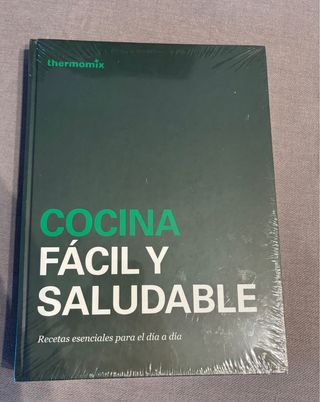 thermomix
COCINA
FÁCIL Y
SALUDABLE
Recetas esenciales para el día a día